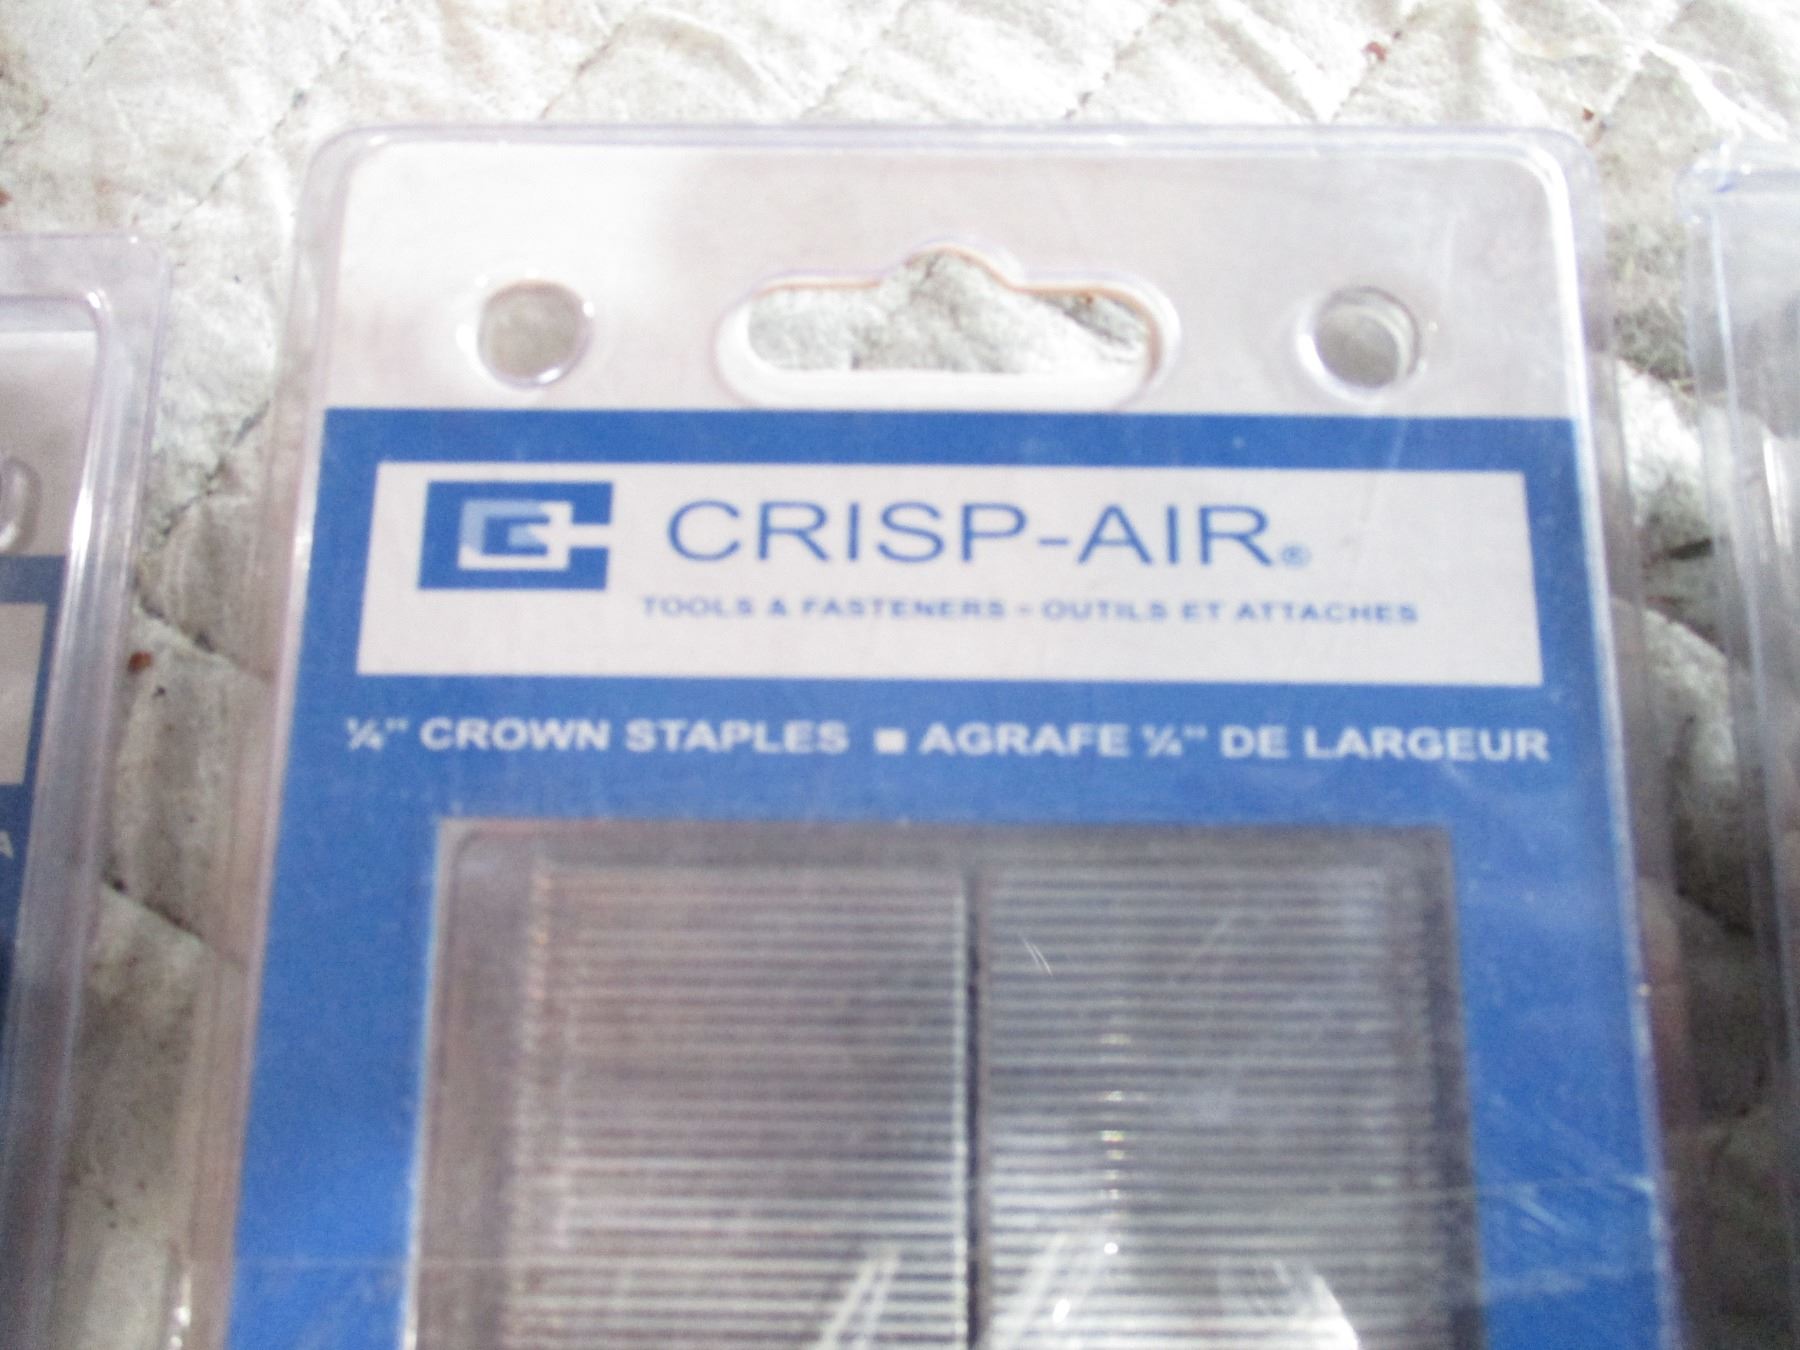 CRISP-AIR®
TOOLS & FASTENERS - OUTILS ET ATTACHES
¼" CROWN STAPLES ■ AGRAFE ¼" DE LARGEUR
A